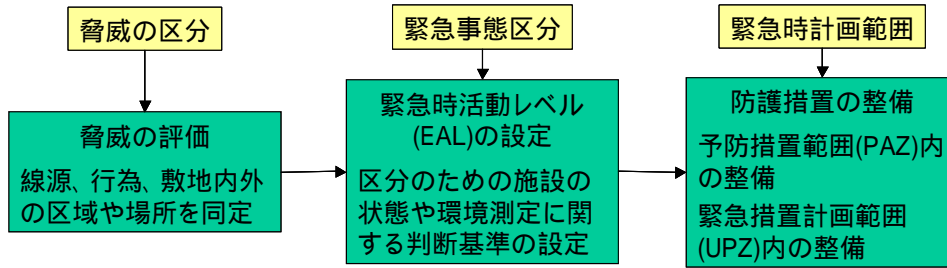 脅威の区分
緊急事態区分
緊急時計画範囲
脅威の評価
線源、行為、敷地内外
の区域や場所を同定
緊急時活動レベル
(EAL)の設定
区分のための施設の
状態や環境測定に関
する判断基準の設定
防護措置の整備
予防措置範囲(PAZ)内
の整備
緊急措置計画範囲
(UPZ)内の整備